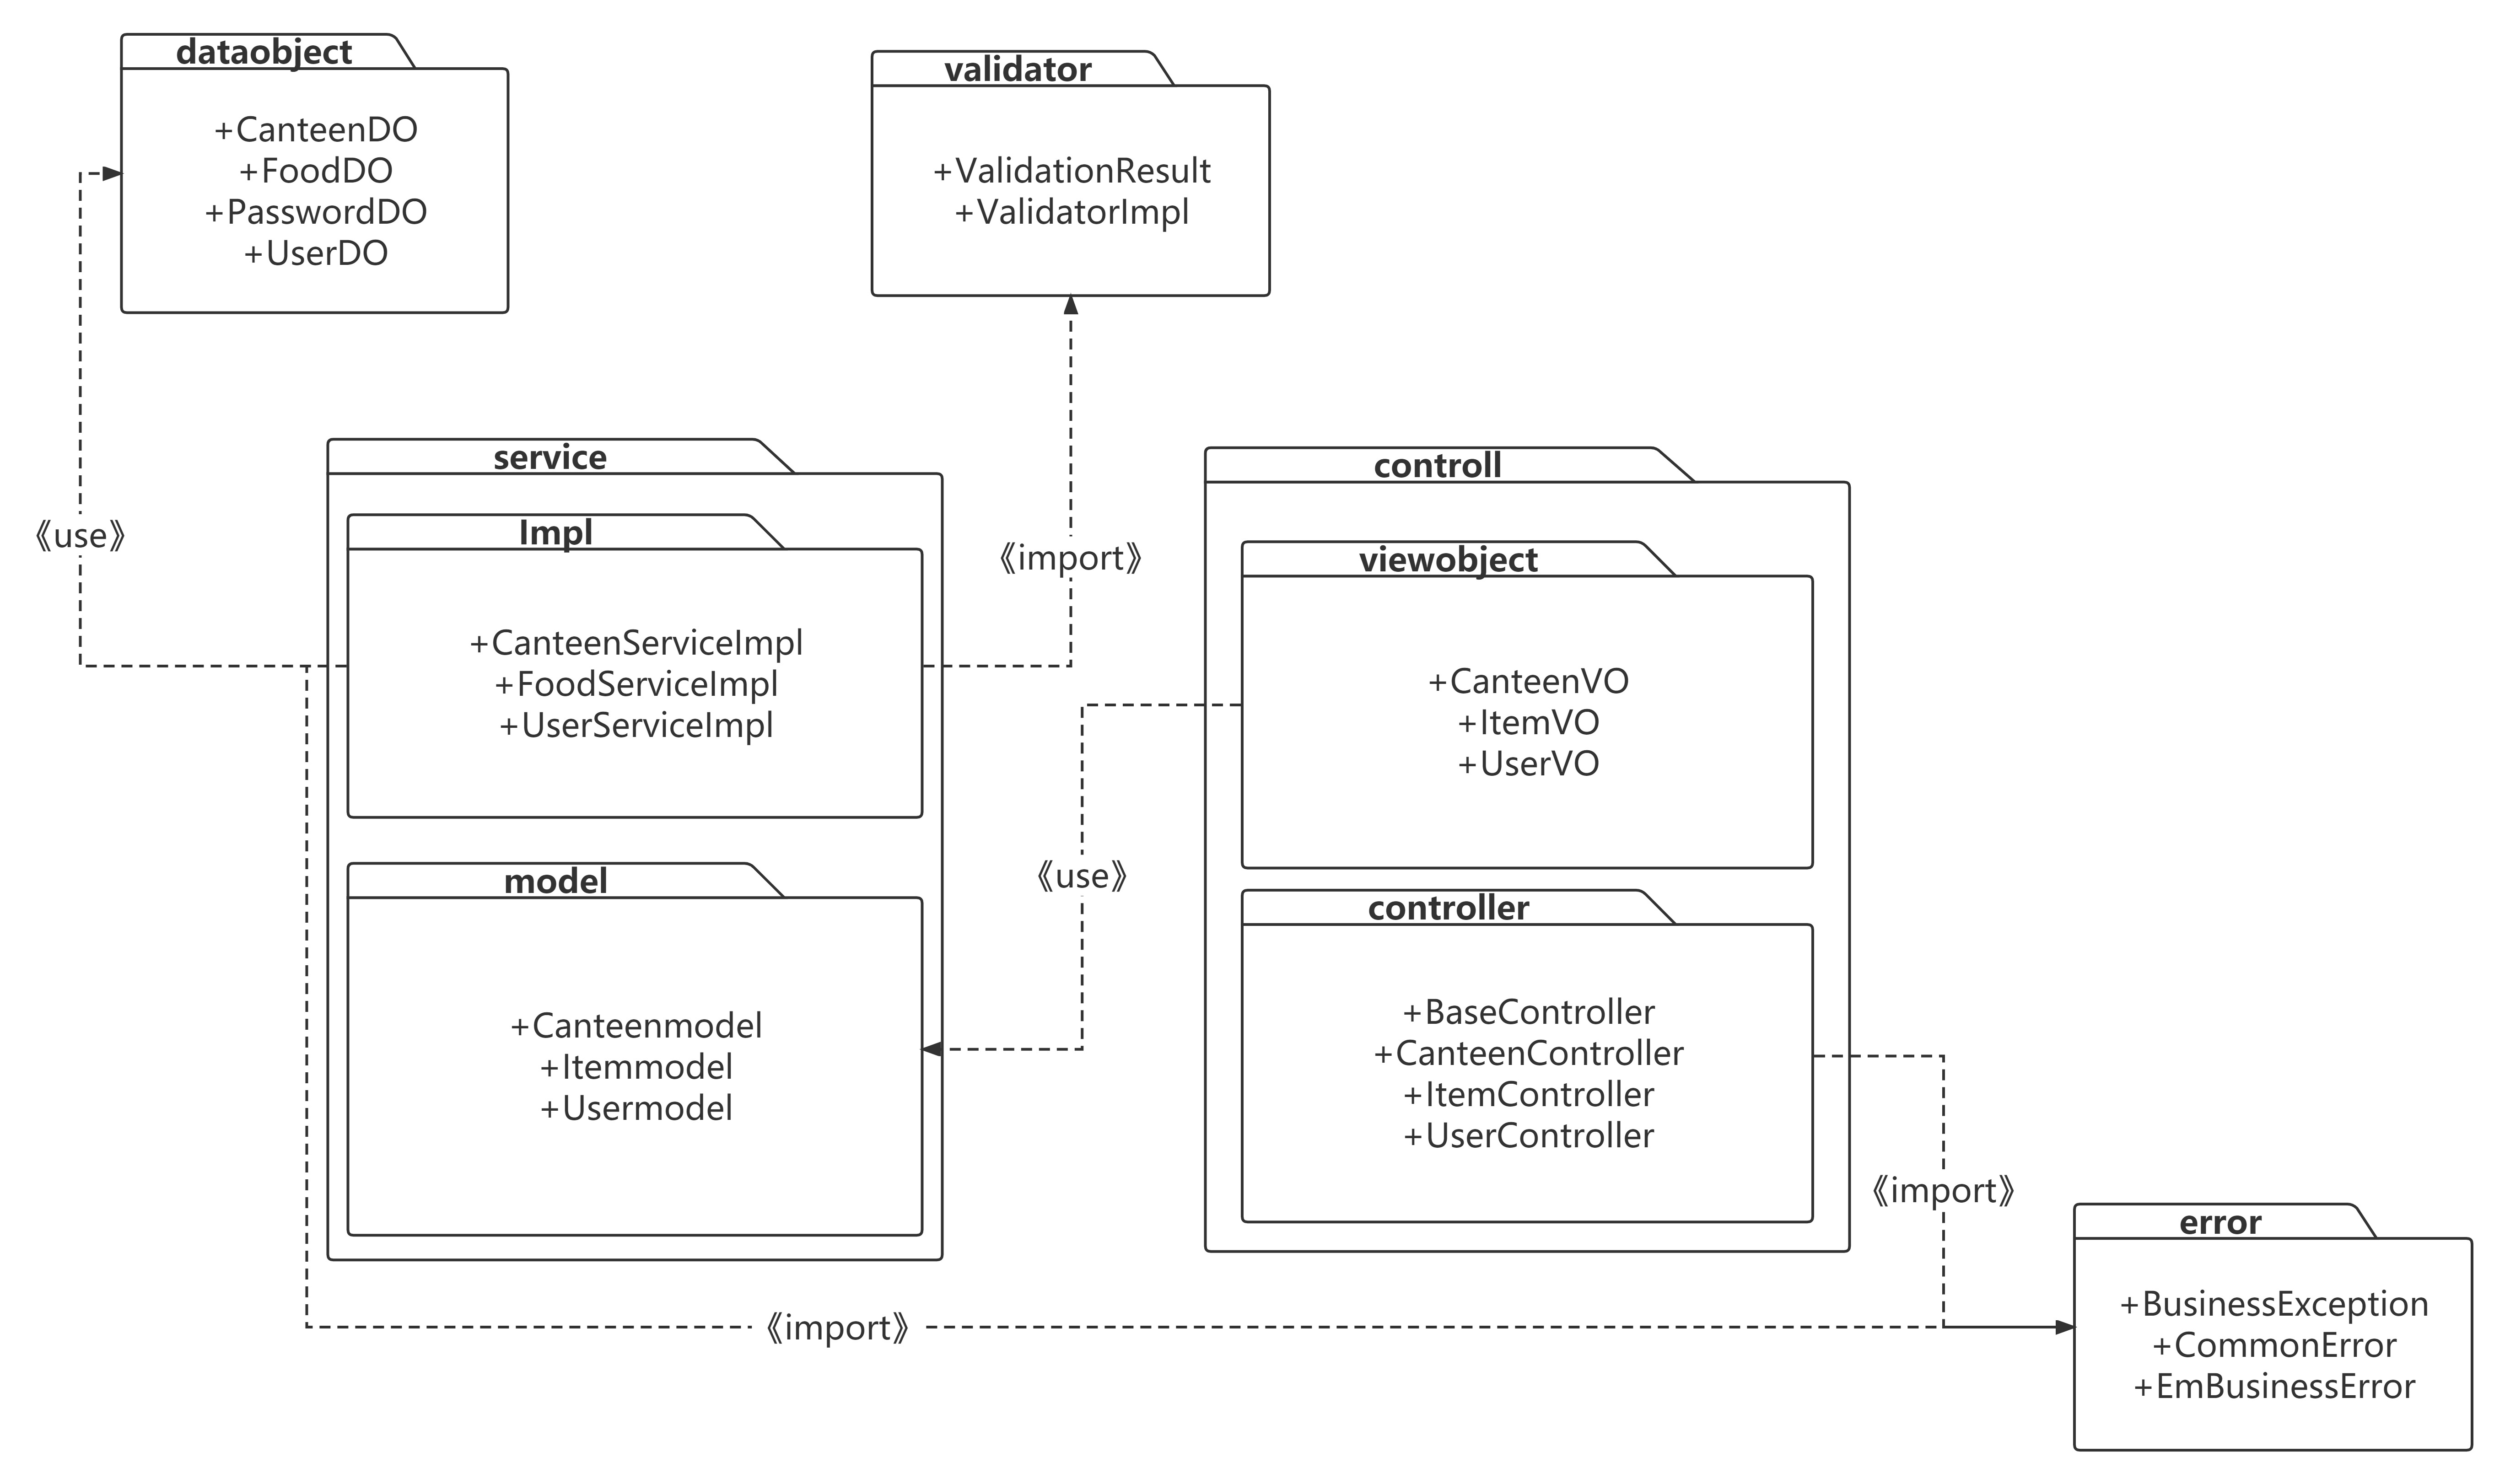 dataobject
+CanteenDO
+FoodDO
+PasswordDO
+UserDO
validator
+ValidationResult
+ValidatorImpl
《use》
service
Impl
+CanteenServiceImpl
+FoodServiceImpl
+UserServiceImpl
model
+Canteenmodel
+Itemmodel
+Usermodel
《import》
《use》
controll
viewobject
+CanteenVO
+ItemVO
+UserVO
controller
+BaseController
+CanteenController
+ItemController
+UserController
《import》
《import》
error
+BusinessException
+CommonError
+EmBusinessError